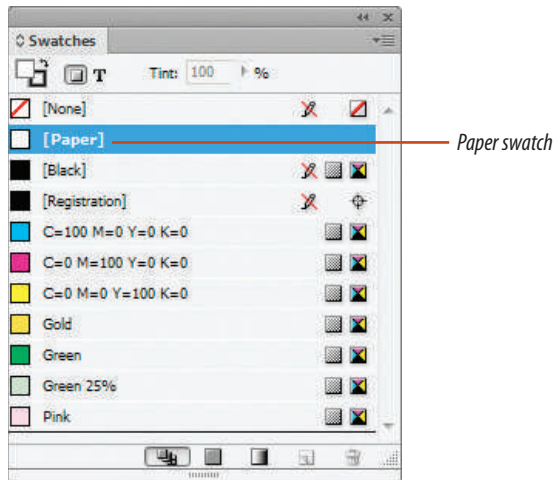 Swatches
T Tint: 100 %
[None]
[Paper]
Paper swatch
[Black]
[Registration]
C=100 M=0 Y=0 K=0
C=0 M=100 Y=0 K=0
C=0 M=0 Y=100 K=0
Gold
Green
Green 25%
Pink